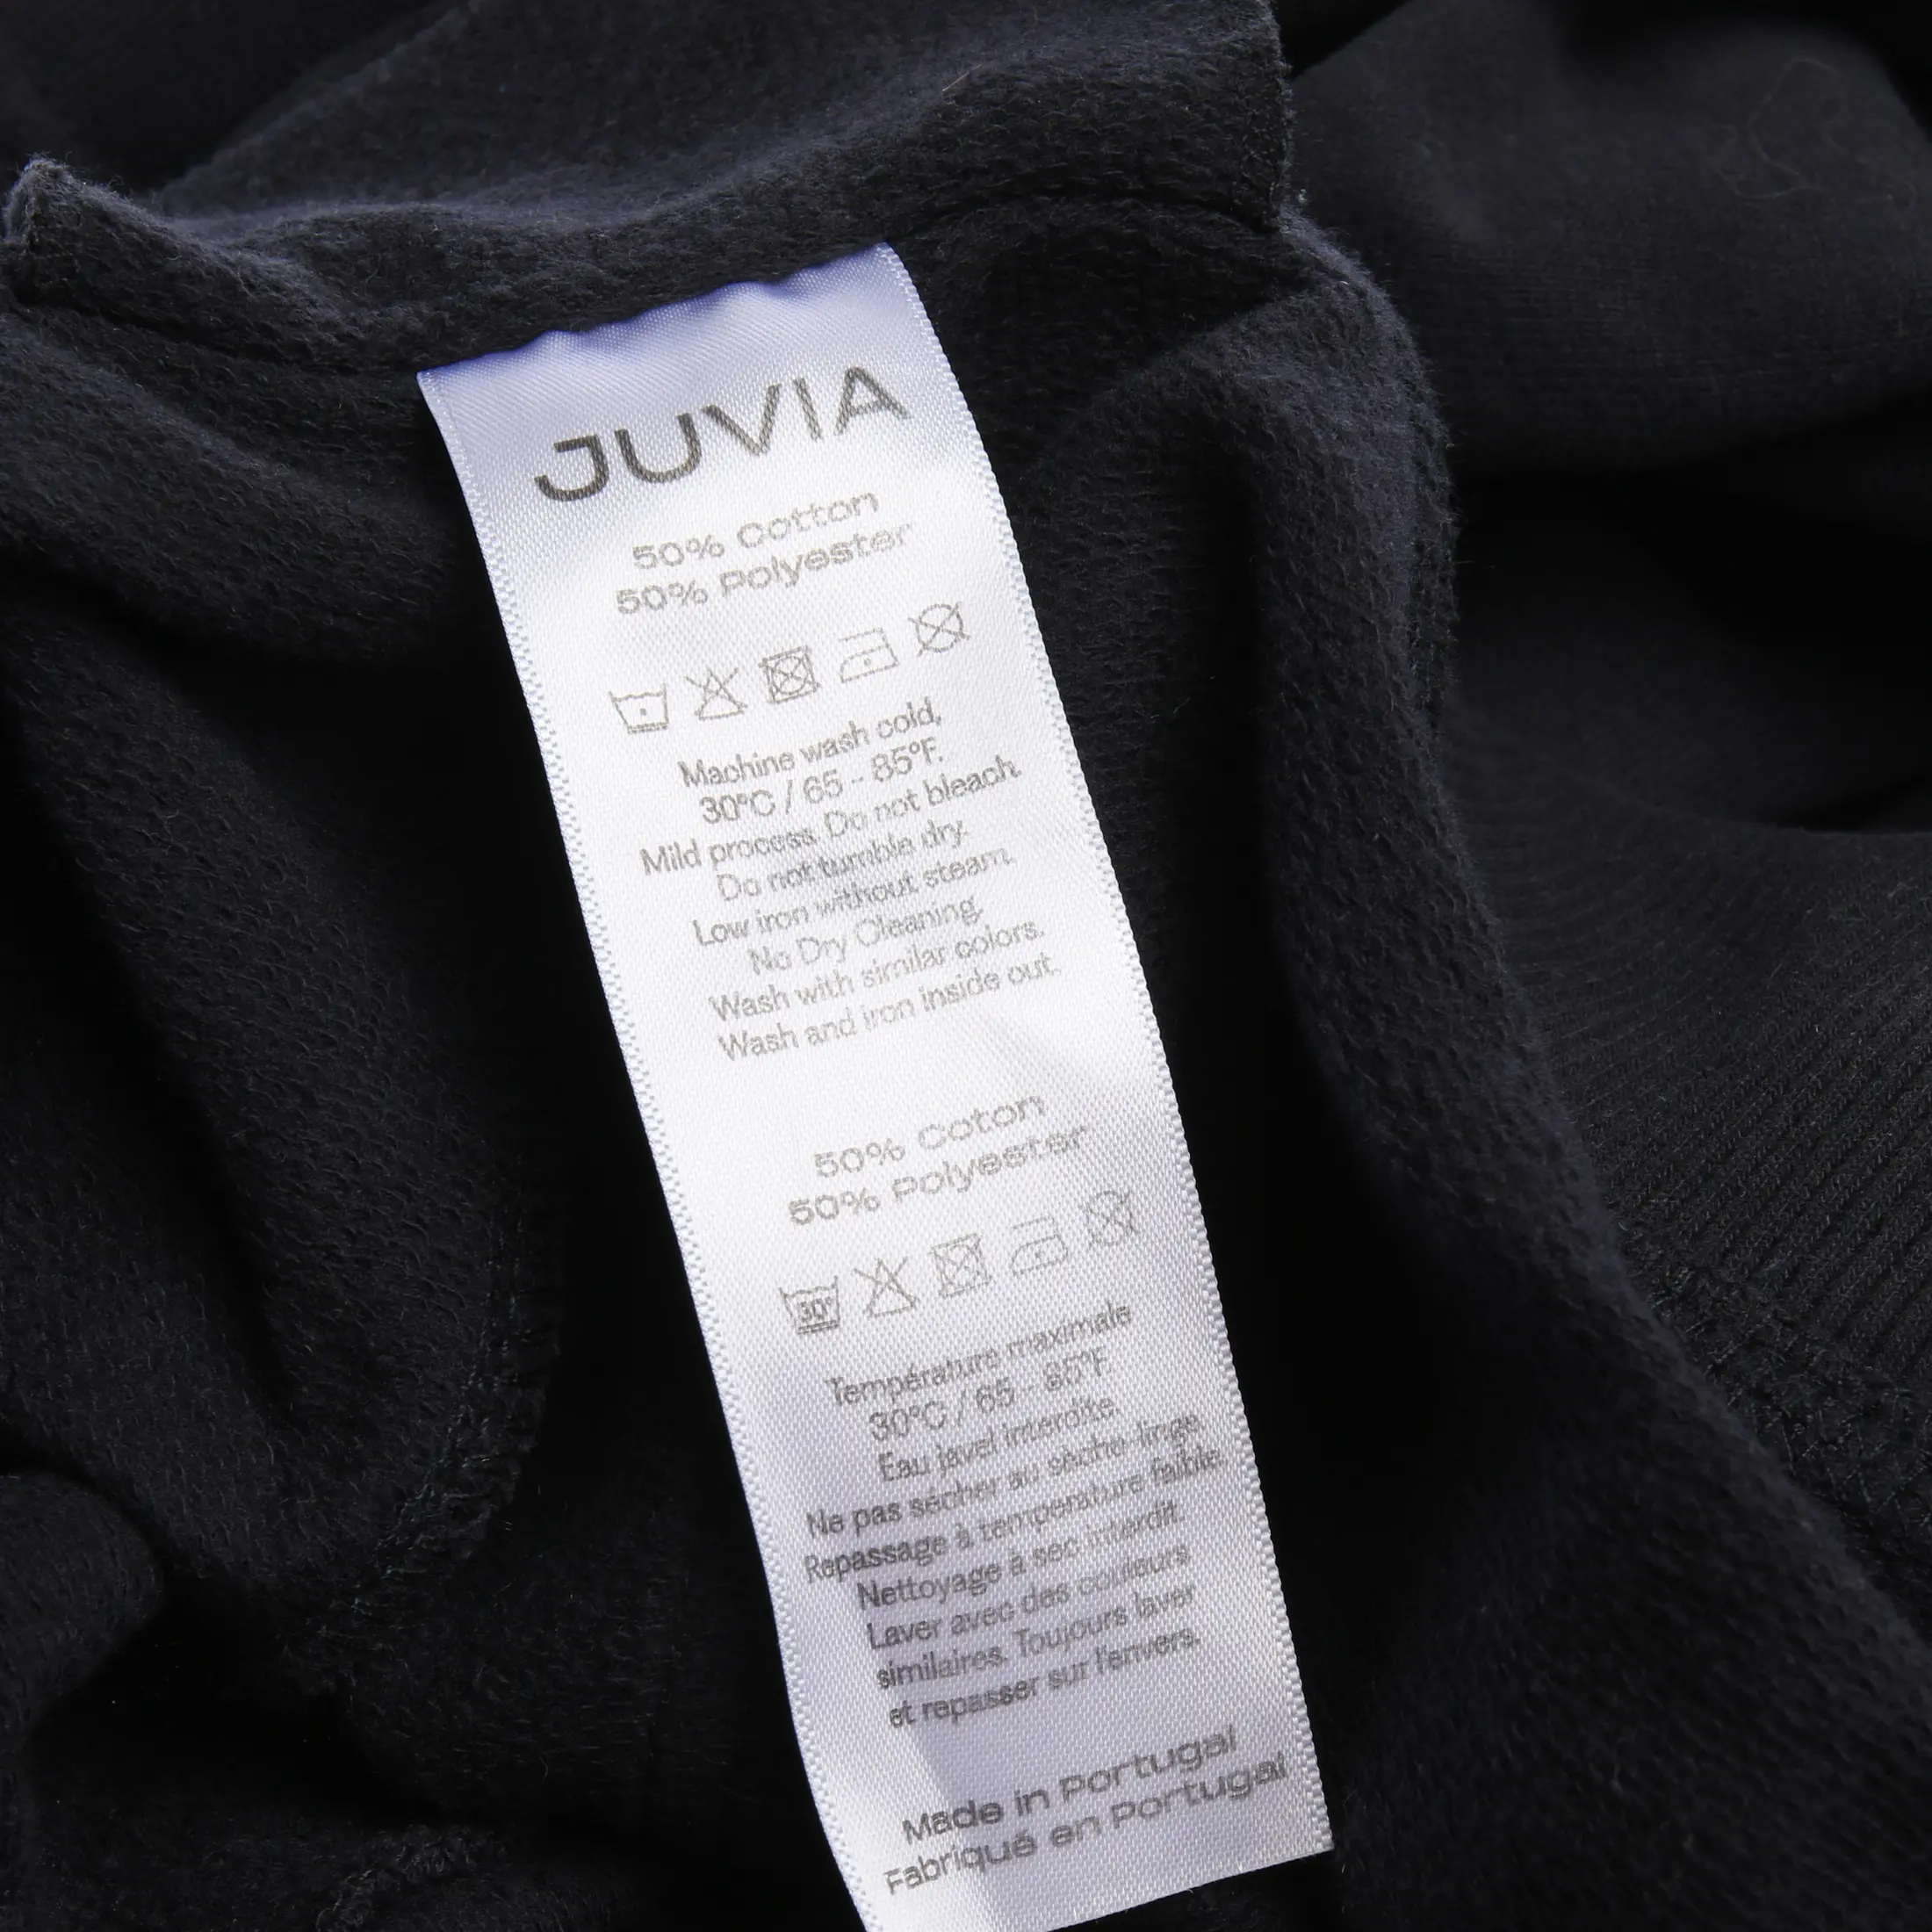 JUVIA
50% Cotton
50% Polyester
Machine wash cold,
30°C / 65 - 85°F.
Mild process. Do not bleach.
Do not tumble dry.
Low iron without steam.
No Dry Cleaning.
Wash with similar colors.
Wash and iron inside out.
50% Coton
50% Polyester
30°
Température maximale
30°C / 65 - 85°F.
Eau javel interdite
Ne pas sécher au sèche-linge
Repassage à temperature faible.
Nettoyage à sec interdit.
Laver avec des couleurs
similaires. Toujours laver
et repasser sur l'envers.
Made in Portugal
Fabriqué en Portugal